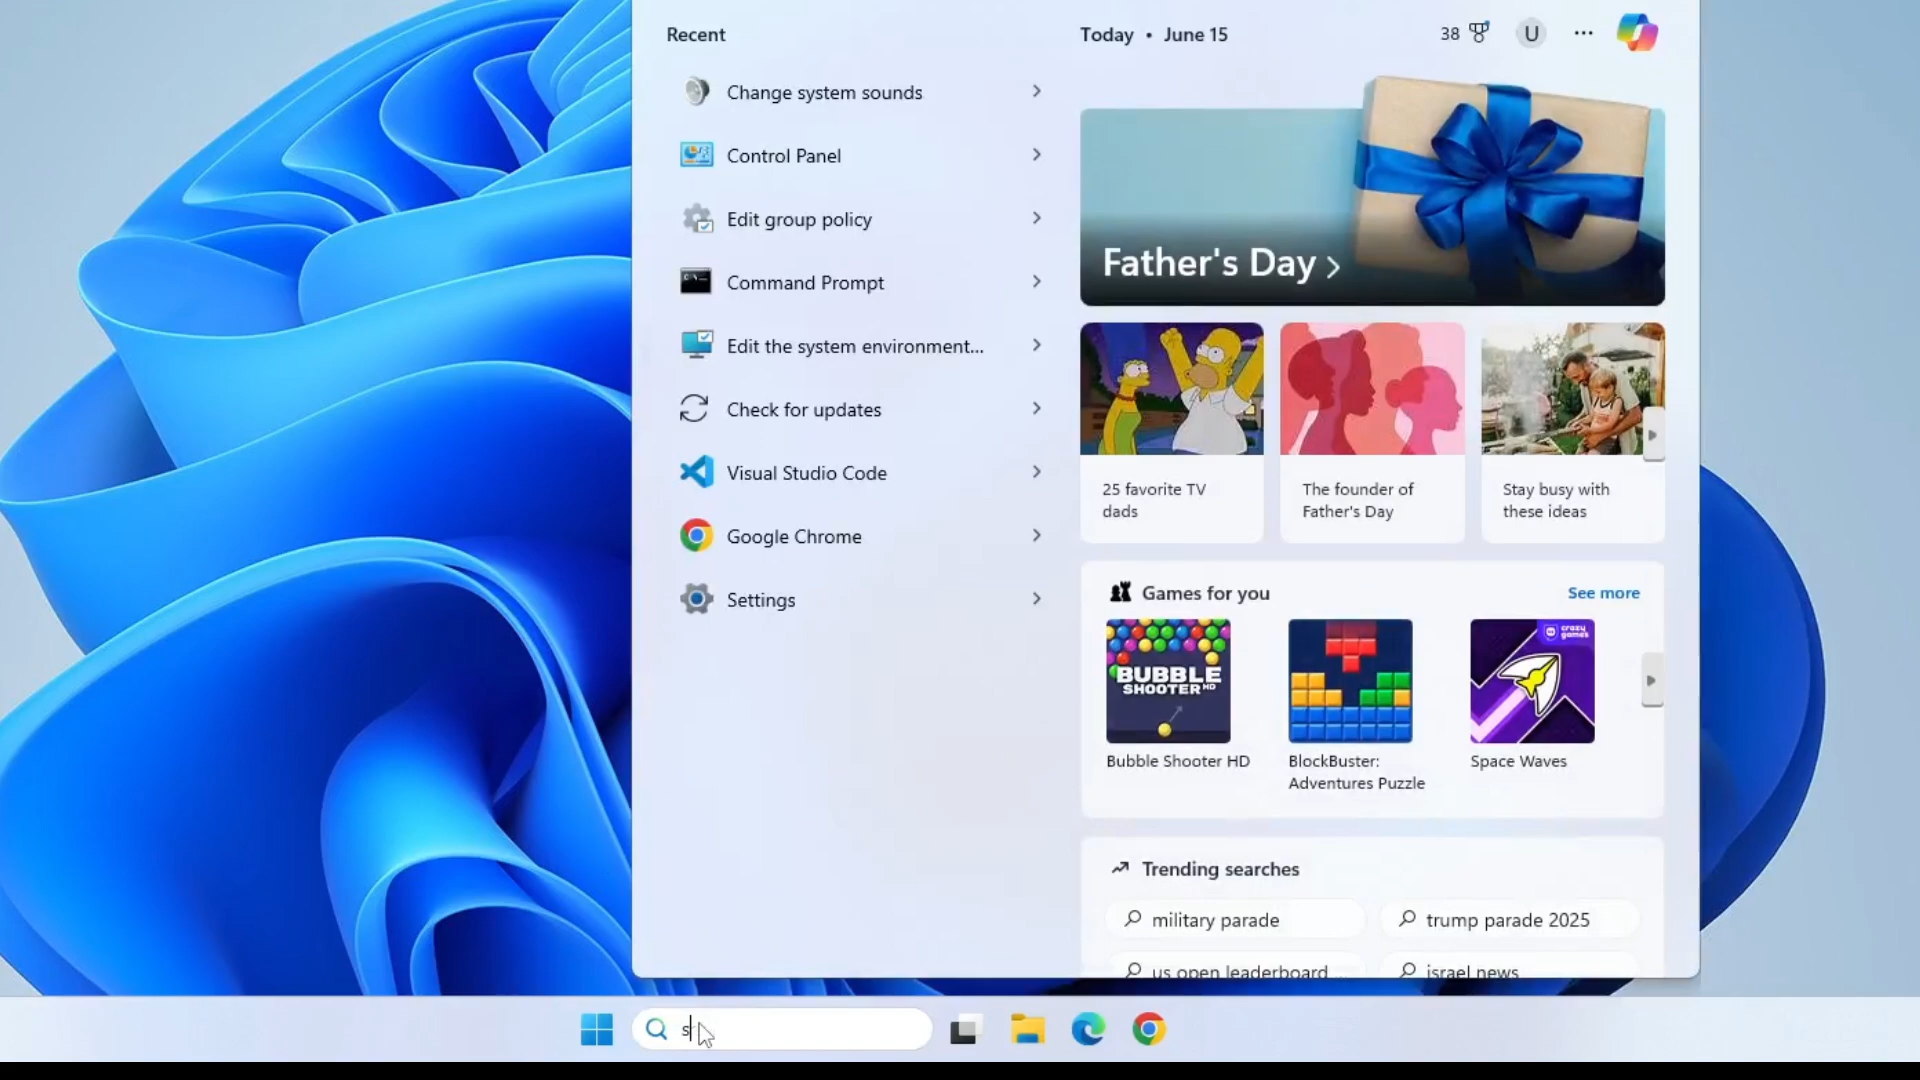 Recent
Today • June 15
38
U
Change system sounds
Control Panel
Edit group policy
Command Prompt
Edit the system environment...
Check for updates
Visual Studio Code
Google Chrome
Settings
Father's Day >
25 favorite TV
dads
The founder of
Father's Day
Stay busy with
these ideas
Games for you
See more
BUBBLE
SHOOTER HD
crazy
games
Bubble Shooter HD
BlockBuster:
Adventures Puzzle
Space Waves
Trending searches
military parade
trump parade 2025
us open leaderboard ...
israel news
s